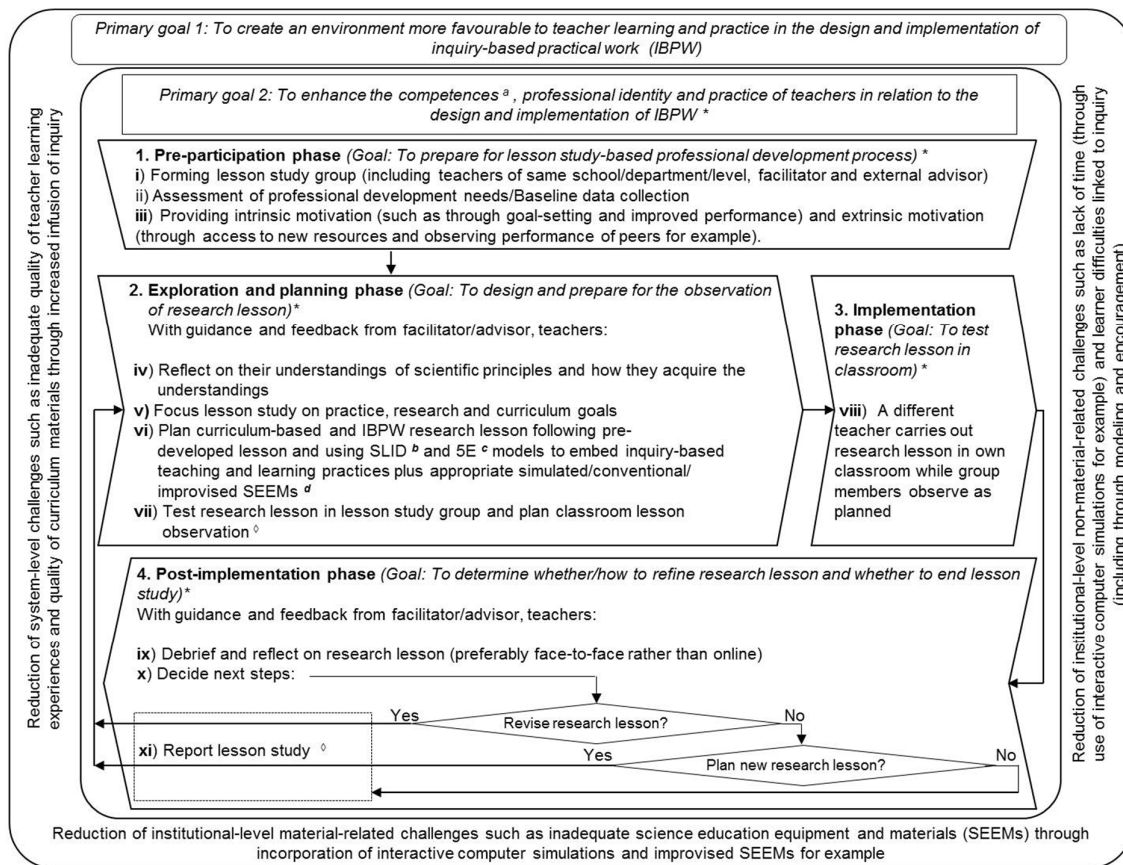 Primary goal 1: To create an environment more favourable to teacher learning and practice in the design and implementation of
inquiry-based practical work (IBPW)
Primary goal 2: To enhance the competences ᵃ , professional identity and practice of teachers in relation to the
design and implementation of IBPW *
1. Pre-participation phase (Goal: To prepare for lesson study-based professional development process) *
i) Forming lesson study group (including teachers of same school/department/level, facilitator and external advisor)
ii) Assessment of professional development needs/Baseline data collection
iii) Providing intrinsic motivation (such as through goal-setting and improved performance) and extrinsic motivation
(through access to new resources and observing performance of peers for example).
2. Exploration and planning phase (Goal: To design and prepare for the observation
of research lesson)*
With guidance and feedback from facilitator/advisor, teachers:
iv) Reflect on their understandings of scientific principles and how they acquire the
understandings
v) Focus lesson study on practice, research and curriculum goals
vi) Plan curriculum-based and IBPW research lesson following pre-
developed lesson and using SLID ᵇ and 5E ᶜ models to embed inquiry-based
teaching and learning practices plus appropriate simulated/conventional/
improvised SEEMs ᵈ
vii) Test research lesson in lesson study group and plan classroom lesson
observation ◊
3. Implementation
phase (Goal: To test
research lesson in
classroom) *
viii) A different
teacher carries out
research lesson in own
classroom while group
members observe as
planned
4. Post-implementation phase (Goal: To determine whether/how to refine research lesson and whether to end lesson
study)*
With guidance and feedback from facilitator/advisor, teachers:
ix) Debrief and reflect on research lesson (preferably face-to-face rather than online)
x) Decide next steps:
Yes
Revise research lesson?
No
xi) Report lesson study ◊
Yes
Plan new research lesson?
No
Reduction of system-level challenges such as inadequate quality of teacher learning
experiences and quality of curriculum materials through increased infusion of inquiry
Reduction of institutional-level non-material-related challenges such as lack of time (through
use of interactive computer simulations for example) and learner difficulties linked to inquiry
(including through modeling, and encouragement)
Reduction of institutional-level material-related challenges such as inadequate science education equipment and materials (SEEMs) through
incorporation of interactive computer simulations and improvised SEEMs for example